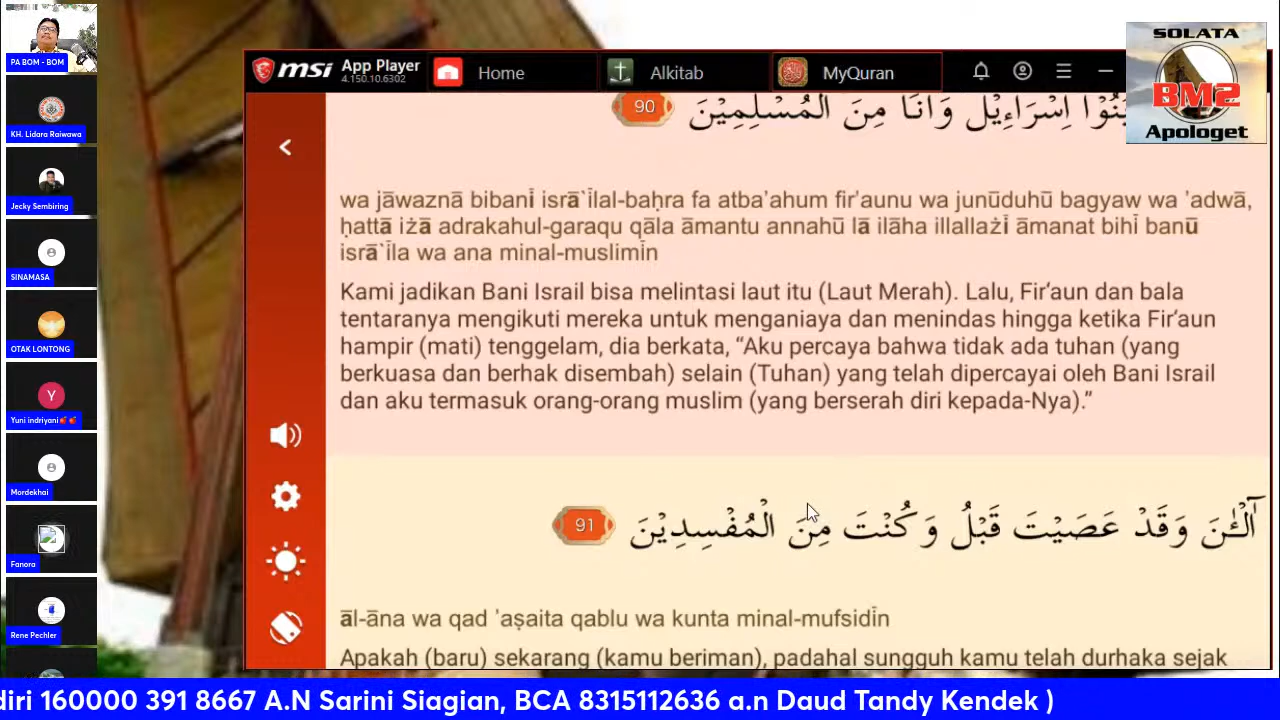 PA BOM - BOM
KH. Lidara Raiwawa
Jecky Sembiring
SINAMASA
OTAK LONTONG
Y
Yuni indriyani🍎🍎
Mordekhai
Fanora
Rene Pechler
msi App Player
4.150.10.6302
Home
Alkitab
MyQuran
SOLATA
BM2
Apologet
اِسْرَاۤءِيْلَ وَاَنَا۠ مِنَ الْمُسْلِمِيْنَ 90
wa jāwaznā bibanī isrā`īlal-baḥra fa atba'ahum fir'aunu wa junūduhū bagyaw wa 'adwā,
ḥattā iżā adrakahul-garaqu qāla āmantu annahū lā ilāha illallażī āmanat bihī banū
isrā`īla wa ana minal-muslimīn
Kami jadikan Bani Israil bisa melintasi laut itu (Laut Merah). Lalu, Fir‘aun dan bala
tentaranya mengikuti mereka untuk menganiaya dan menindas hingga ketika Fir‘aun
hampir (mati) tenggelam, dia berkata, “Aku percaya bahwa tidak ada tuhan (yang
berkuasa dan berhak disembah) selain (Tuhan) yang telah dipercayai oleh Bani Israil
dan aku termasuk orang-orang muslim (yang berserah diri kepada-Nya).”
اٰۤلْـٰٔنَ وَقَدْ عَصَيْتَ قَبْلُ وَكُنْتَ مِنَ الْمُفْسِدِيْنَ 91
āl-āna wa qad 'aṣaita qablu wa kunta minal-mufsidīn
Apakah (baru) sekarang (kamu beriman), padahal sungguh kamu telah durhaka sejak
diri 160000 391 8667 A.N Sarini Siagian, BCA 8315112636 a.n Daud Tandy Kendek )